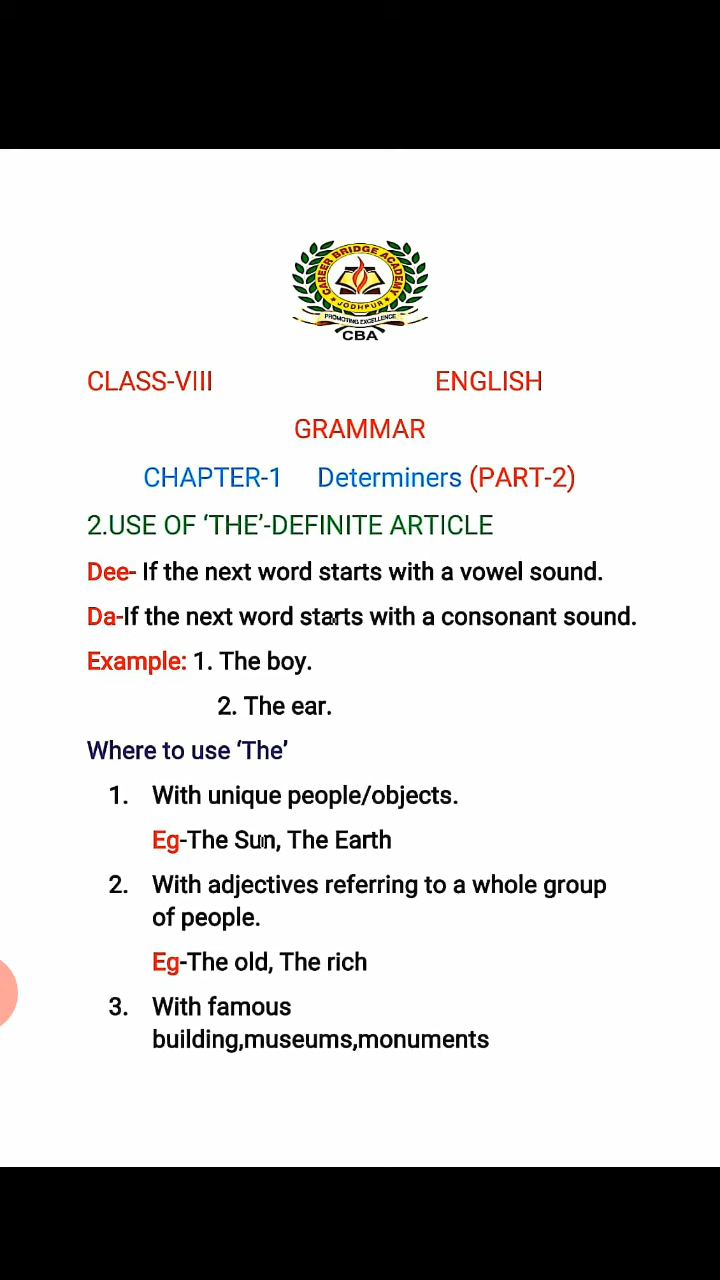 CAREER BRIDGE ACADEMY
★ JODHPUR ★
PROMOTING EXCELLENCE
CBA
CLASS-VIII ENGLISH
GRAMMAR
CHAPTER-1 Determiners (PART-2)
2.USE OF ‘THE’-DEFINITE ARTICLE
Dee- If the next word starts with a vowel sound.
Da-If the next word starts with a consonant sound.
Example: 1. The boy.
2. The ear.
Where to use ‘The’
1. With unique people/objects.
Eg-The Sun, The Earth
2. With adjectives referring to a whole group
of people.
Eg-The old, The rich
3. With famous
building,museums,monuments